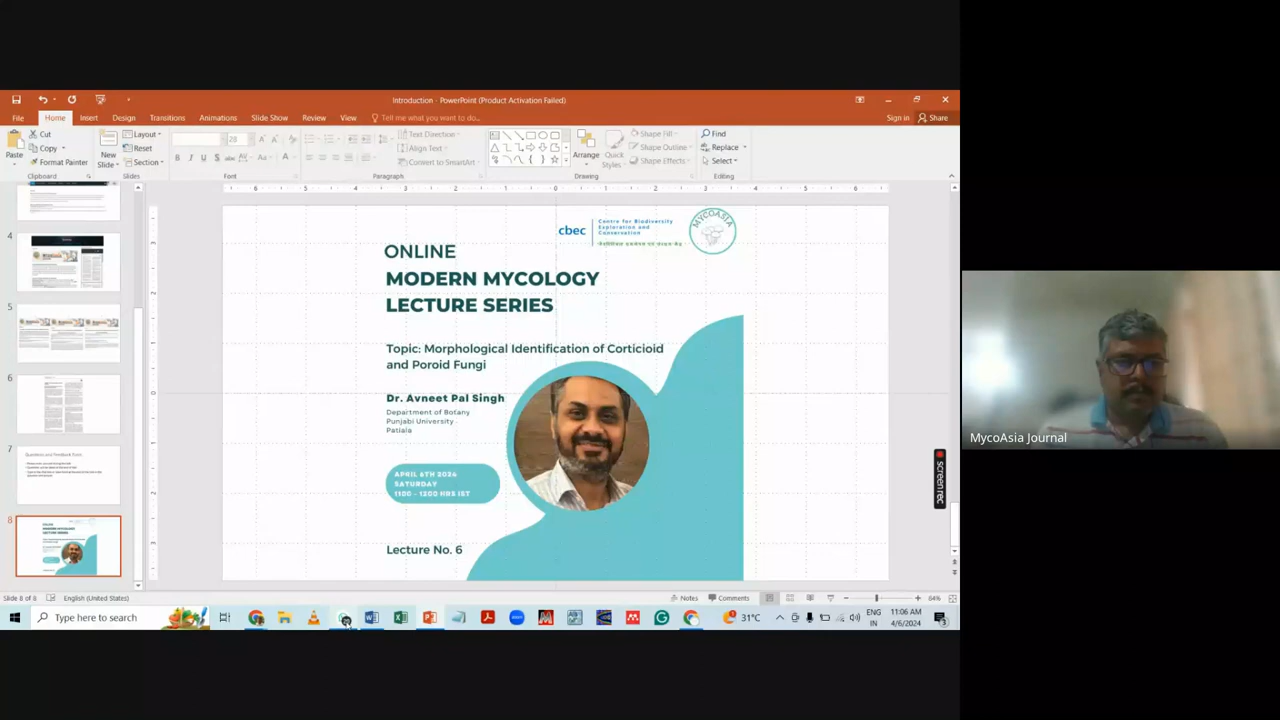 Introduction - PowerPoint (Product Activation Failed)
File
Home
Insert
Design
Transitions
Animations
Slide Show
Review
View
Tell me what you want to do...
Sign in
Share
Paste
Cut
Copy
Format Painter
Clipboard
New
Slide
Layout
Reset
Section
Slides
28
Font
Text Direction
Align Text
Convert to SmartArt
Paragraph
Arrange
Quick
Styles
Shape Fill
Shape Outline
Shape Effects
Drawing
Find
Replace
Select
Editing
4
5
6
7
8
cbec
Centre for Biodiversity
Exploration and
Conservation
MYCOASIA
ONLINE
MODERN MYCOLOGY
LECTURE SERIES
Topic: Morphological Identification of Corticioid
and Poroid Fungi
Dr. Avneet Pal Singh
Department of Botany
Punjabi University
Patiala
APRIL 6TH 2024
SATURDAY
1100 - 1200 HRS IST
Lecture No. 6
screenrec
MycoAsia Journal
Slide 8 of 8
English (United States)
Notes
Comments
64%
Type here to search
31°C
ENG
IN
11:06 AM
4/6/2024